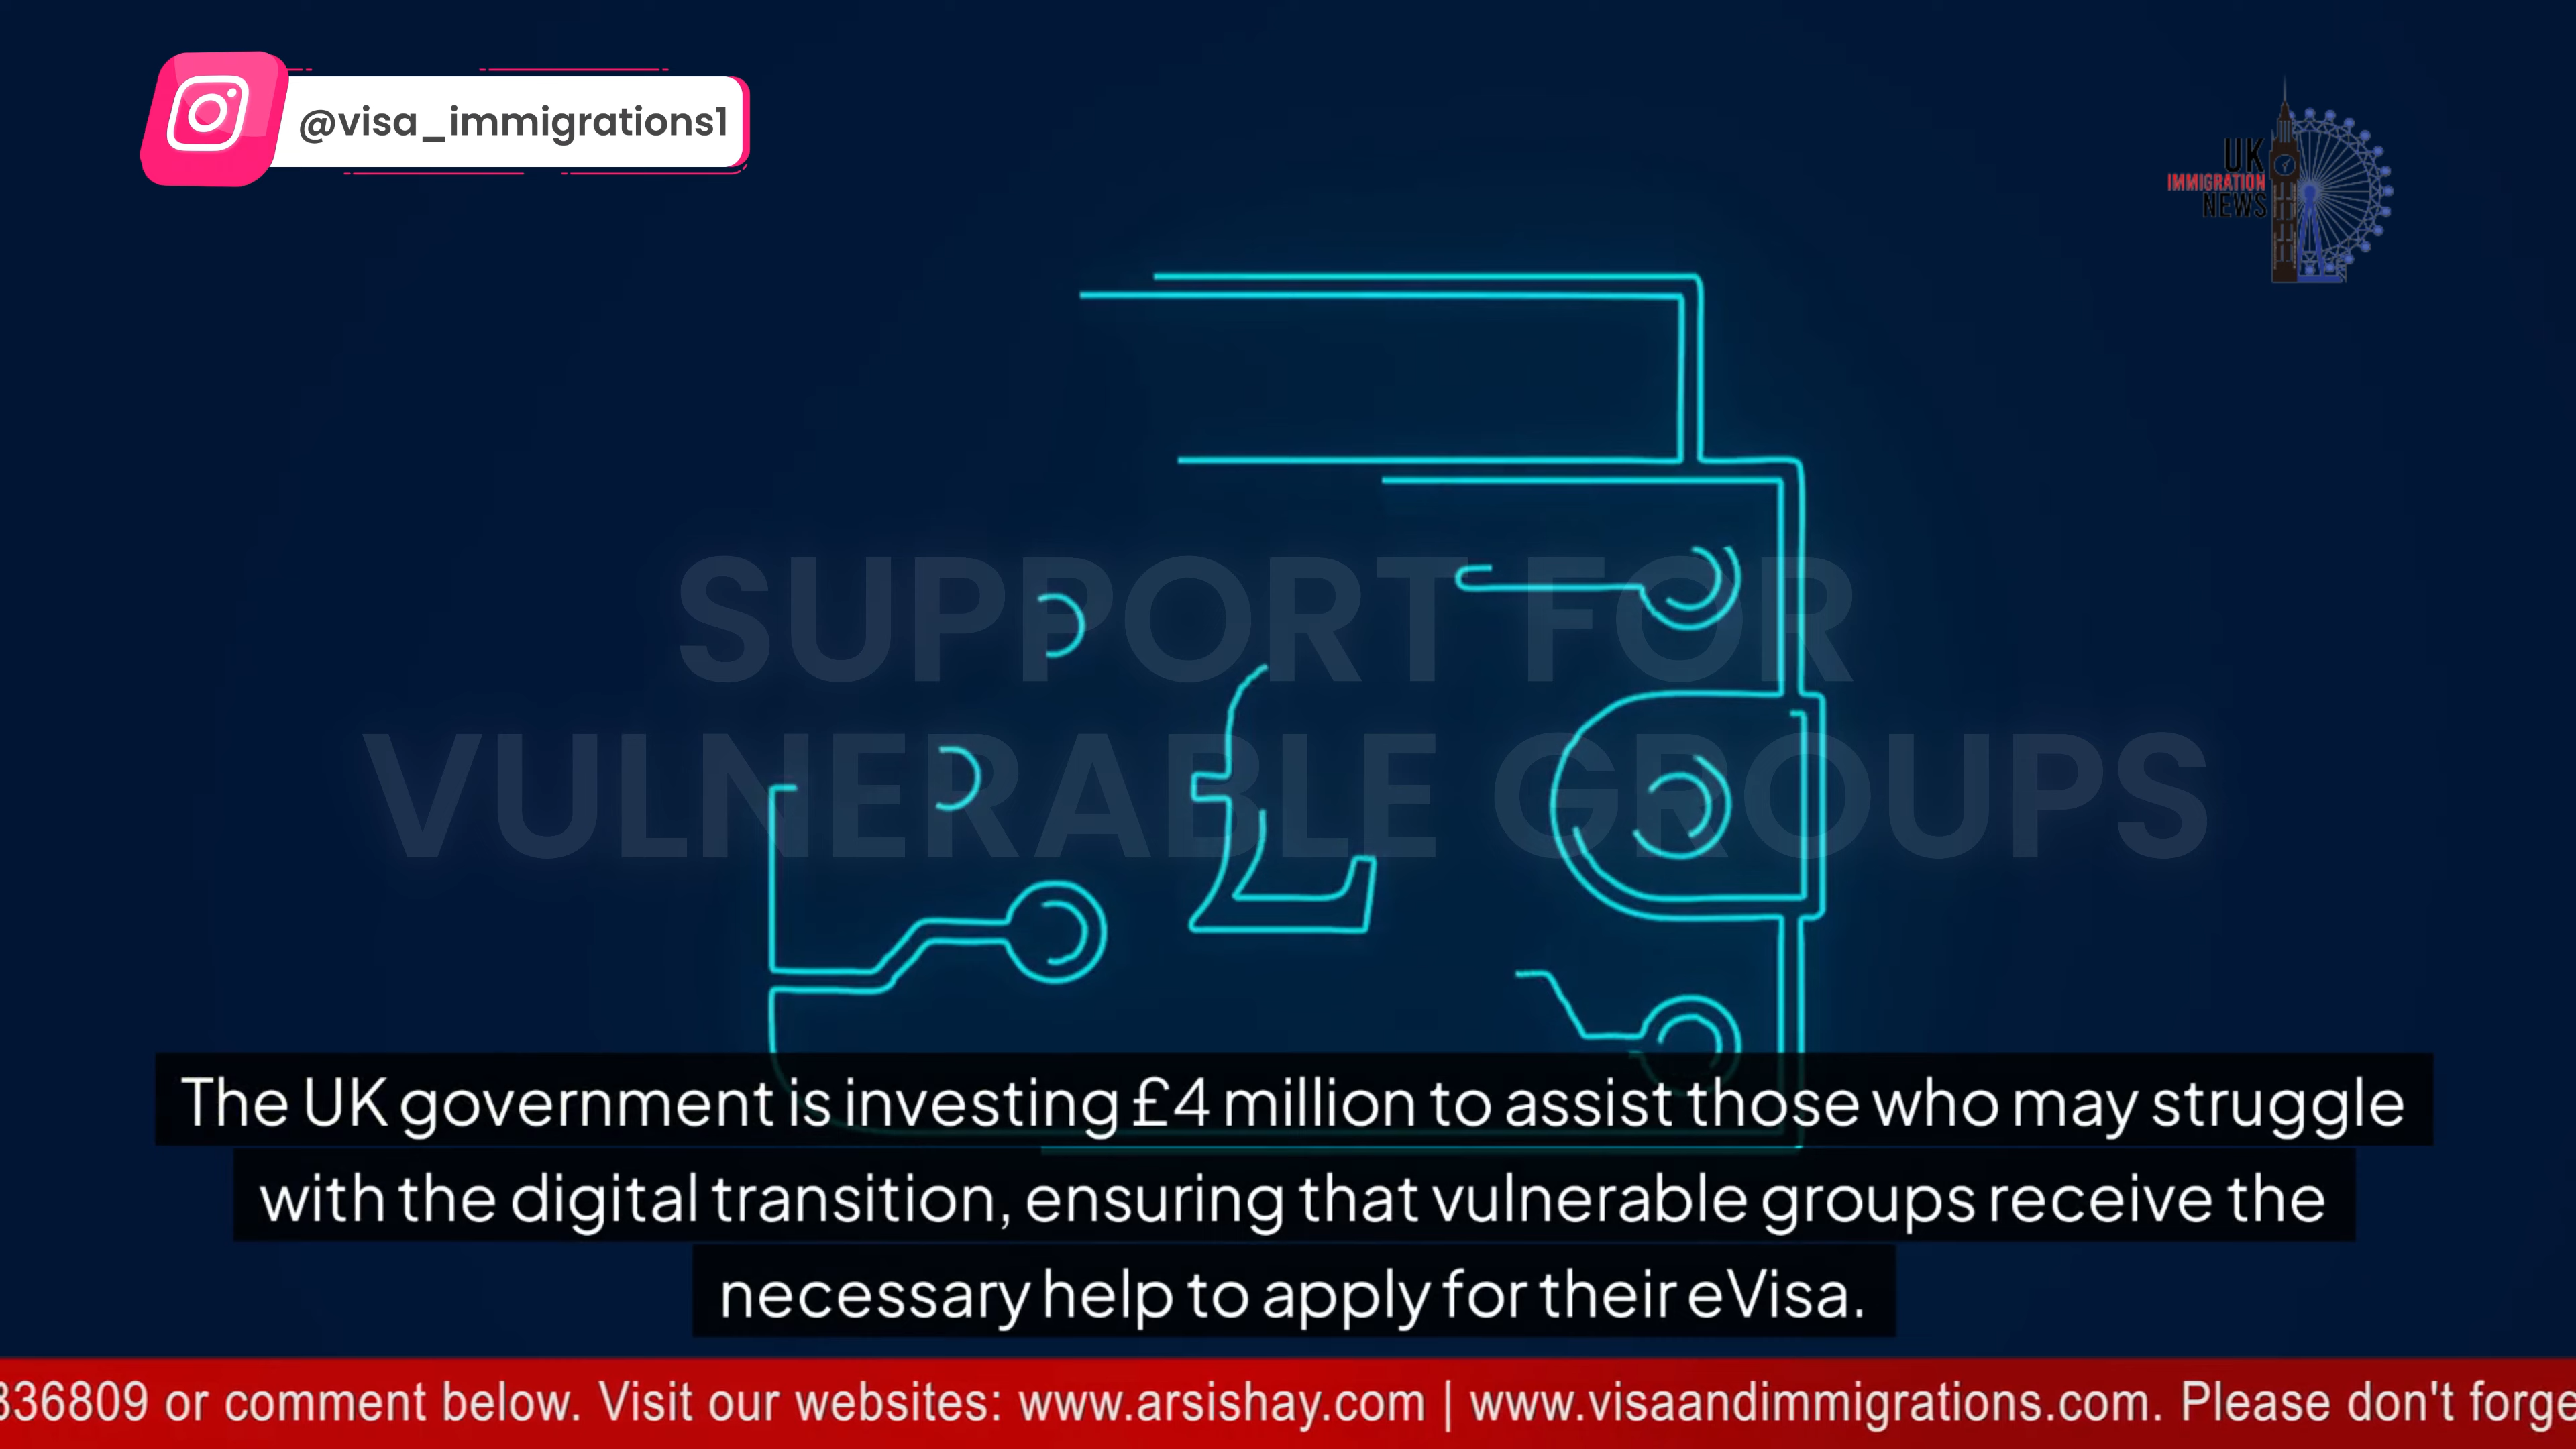 @visa_immigrations1
UK
IMMIGRATION
NEWS
SUPPORT FOR
VULNERABLE GROUPS
£
The UK government is investing £4 million to assist those who may struggle
with the digital transition, ensuring that vulnerable groups receive the
necessary help to apply for their eVisa.
336809 or comment below. Visit our websites: www.arsishay.com | www.visaandimmigrations.com. Please don't forge